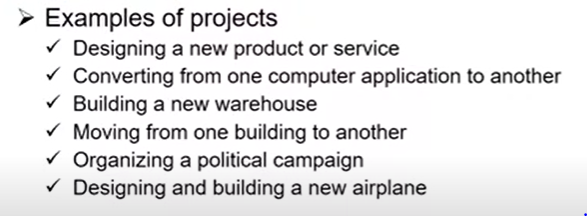 ➢ Examples of projects
✓ Designing a new product or service
✓ Converting from one computer application to another
✓ Building a new warehouse
✓ Moving from one building to another
✓ Organizing a political campaign
✓ Designing and building a new airplane